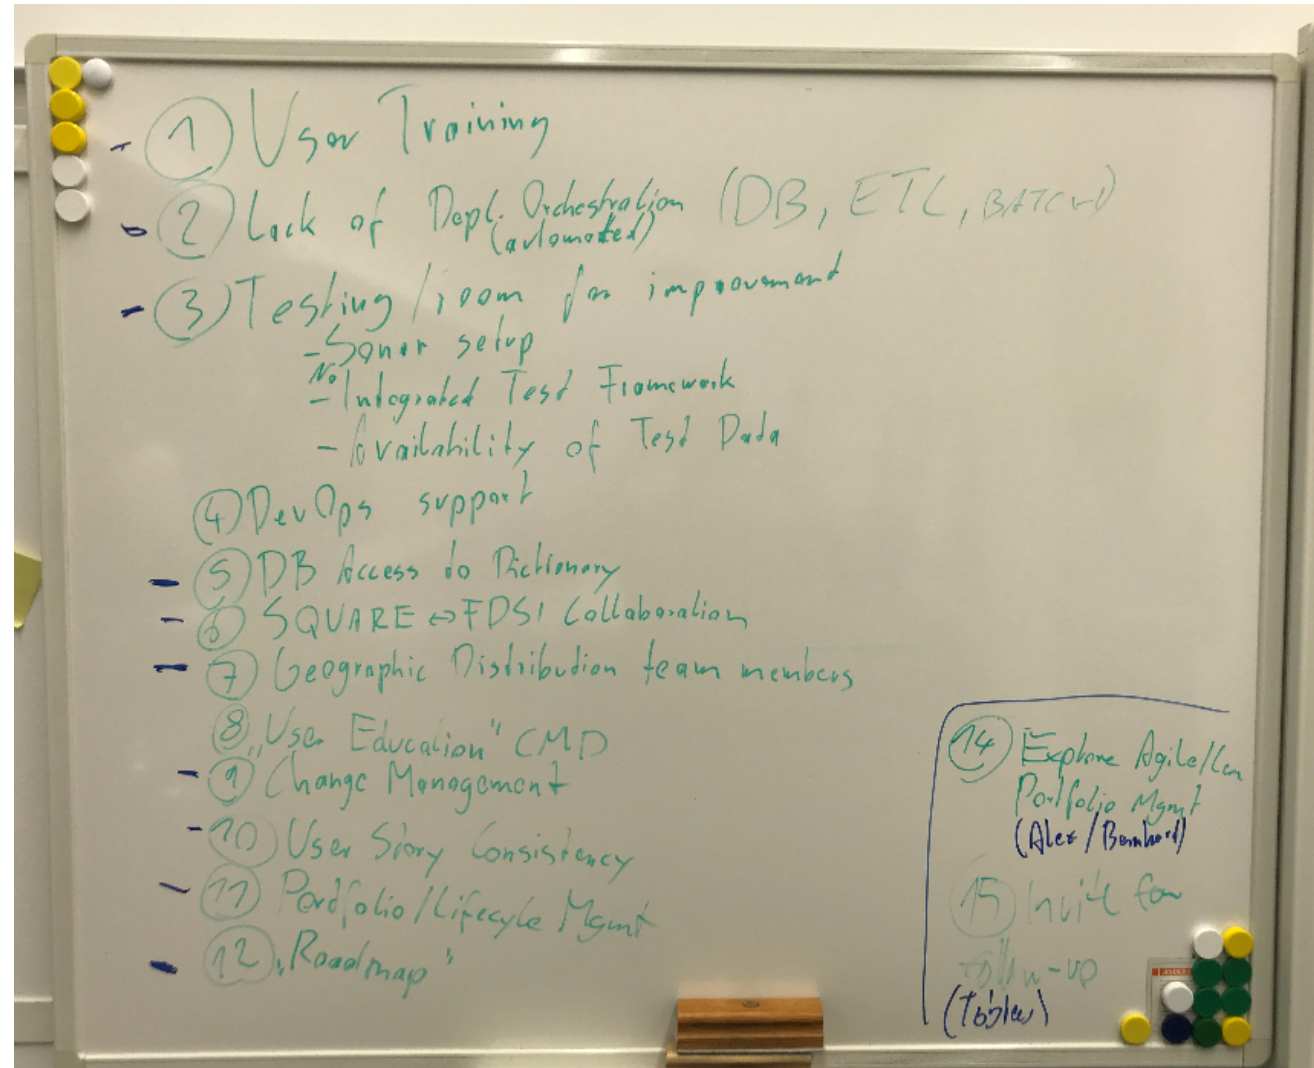 - ① User Training
- ② Lack of Depl. Orchestration (DB, ETL, BATCH)
(automated)
- ③ Testing / room for improvement
- Sonar setup
No
- Integrated Test Framework
- Availability of Test Data
④ DevOps support
- ⑤ DB Access to Dictionary
- ⑥ SQUARE ⇔ FDSI Collaboration
- ⑦ Geographic Distribution team members
⑧ „User Education" CMD
- ⑨ Change Management
- ⑩ User Story Consistency
- ⑪ Portfolio/Lifecyle Mgmt
- ⑫ „Roadmap"
⑭ Explore Agile/
Portfolio Mgmt
(Alex / Bernhard)
⑮ Invite for
follow-up